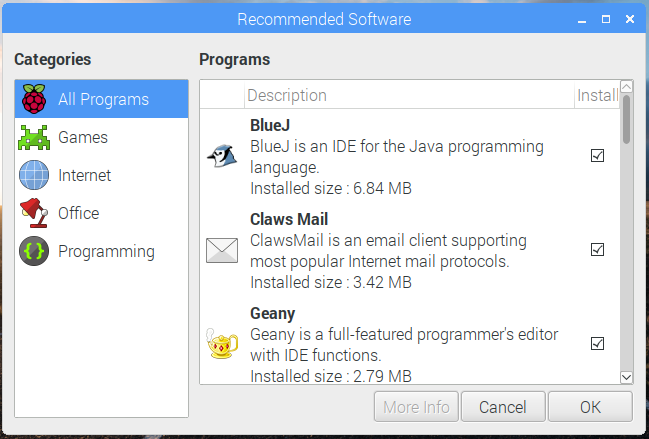 Recommended Software
Categories
Programs
All Programs
Games
Internet
Office
Programming
Description
Install
BlueJ
BlueJ is an IDE for the Java programming
language.
Installed size : 6.84 MB
Claws Mail
ClawsMail is an email client supporting
most popular Internet mail protocols.
Installed size : 3.42 MB
Geany
Geany is a full-featured programmer's editor
with IDE functions.
Installed size : 2.79 MB
More Info
Cancel
OK